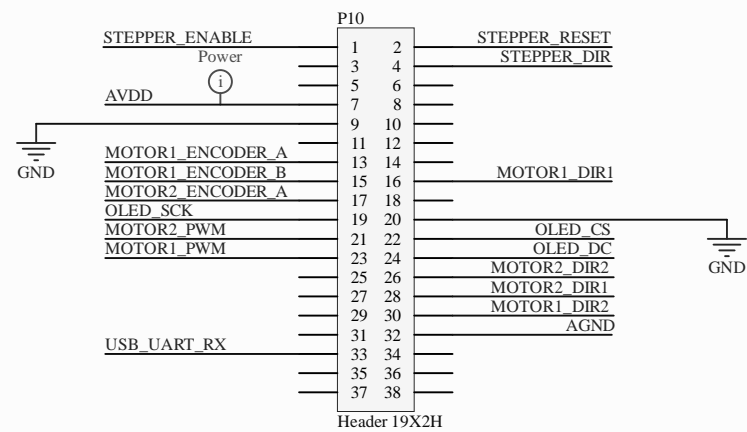 P10
STEPPER_ENABLE 1 2 STEPPER_RESET
Power 3 4 STEPPER_DIR
i 5 6
AVDD 7 8
9 10
GND 11 12
MOTOR1_ENCODER_A 13 14
MOTOR1_ENCODER_B 15 16 MOTOR1_DIR1
MOTOR2_ENCODER_A 17 18
OLED_SCK 19 20
MOTOR2_PWM 21 22 OLED_CS
MOTOR1_PWM 23 24 OLED_DC
GND
25 26 MOTOR2_DIR2
27 28 MOTOR2_DIR1
29 30 MOTOR1_DIR2
31 32 AGND
USB_UART_RX 33 34
35 36
37 38
Header 19X2H